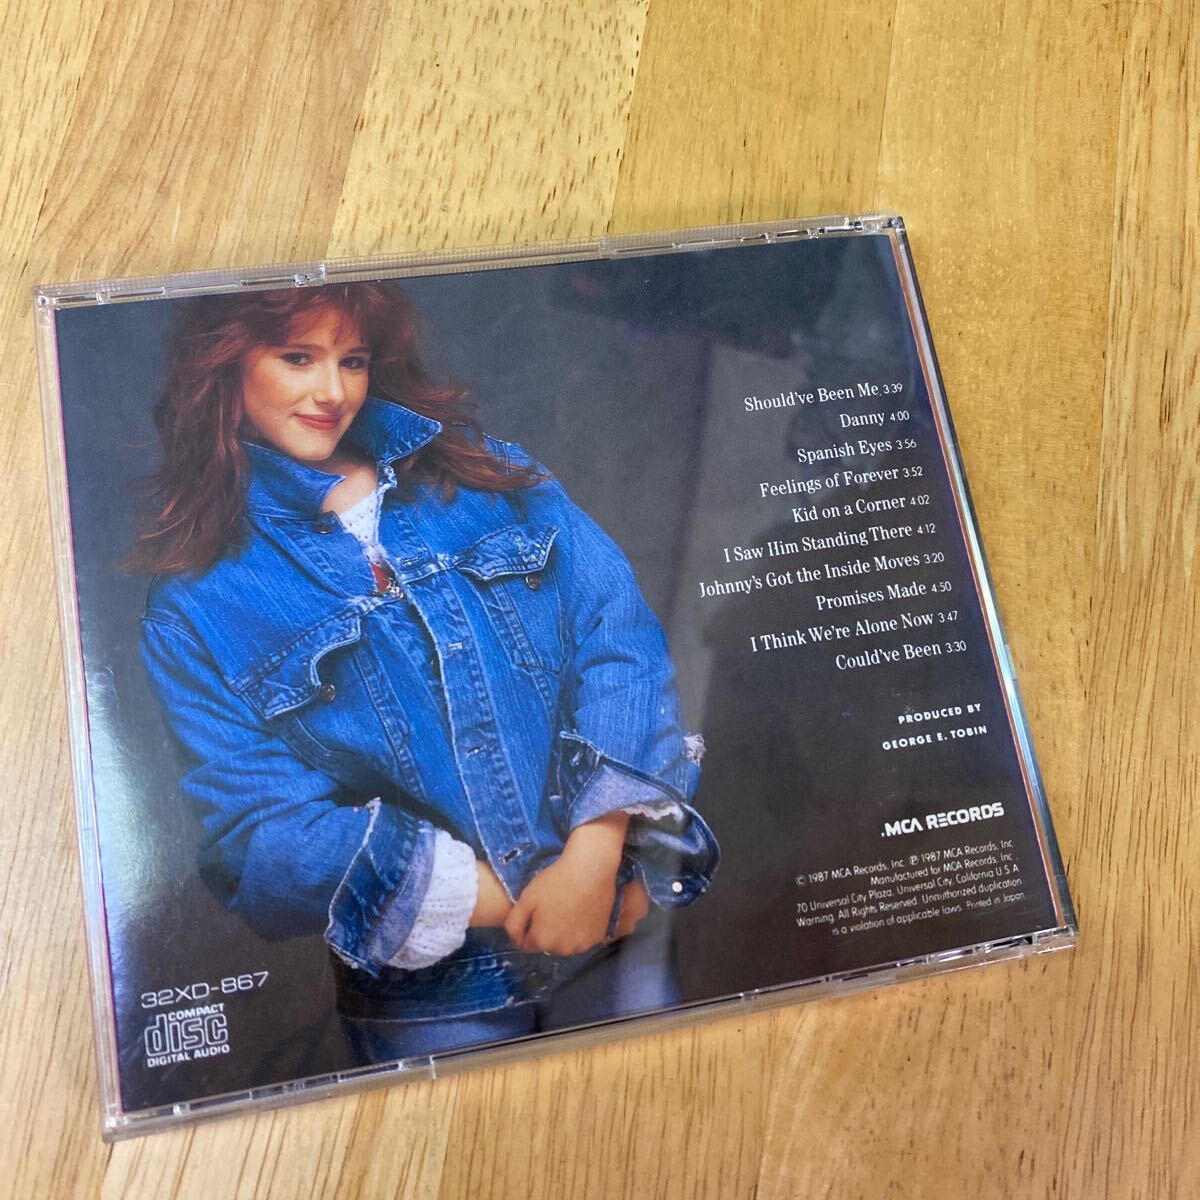 Should've Been Me 3:39
Danny 4:00
Spanish Eyes 3:56
Feelings of Forever 3:52
Kid on a Corner 4:02
I Saw Him Standing There 4:12
Johnny's Got the Inside Moves 3:20
Promises Made 4:50
I Think We're Alone Now 3:47
Could've Been 3:30
PRODUCED BY
GEORGE E. TOBIN
MCA RECORDS
© 1987 MCA Records, Inc. ℗ 1987 MCA Records, Inc.
Manufactured for MCA Records, Inc.
70 Universal City Plaza, Universal City, California U.S.A.
Warning. All Rights Reserved. Unauthorized duplication
is a violation of applicable laws. Printed in Japan
32XD-867
COMPACT
disc
DIGITAL AUDIO